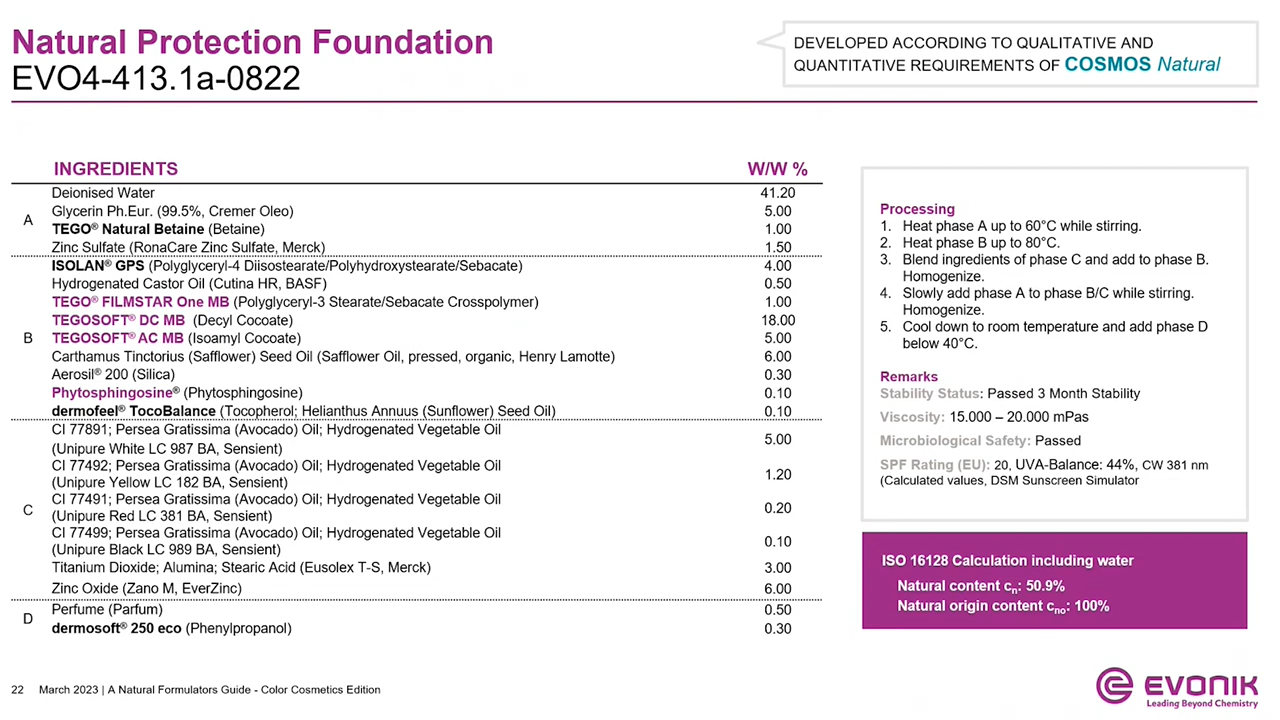 Natural Protection Foundation
EVO4-413.1a-0822
DEVELOPED ACCORDING TO QUALITATIVE AND
QUANTITATIVE REQUIREMENTS OF COSMOS Natural
INGREDIENTS W/W %
A
Deionised Water 41.20
Glycerin Ph.Eur. (99.5%, Cremer Oleo) 5.00
TEGO® Natural Betaine (Betaine) 1.00
Zinc Sulfate (RonaCare Zinc Sulfate, Merck) 1.50
B
ISOLAN® GPS (Polyglyceryl-4 Diisostearate/Polyhydroxystearate/Sebacate) 4.00
Hydrogenated Castor Oil (Cutina HR, BASF) 0.50
TEGO® FILMSTAR One MB (Polyglyceryl-3 Stearate/Sebacate Crosspolymer) 1.00
TEGOSOFT® DC MB (Decyl Cocoate) 18.00
TEGOSOFT® AC MB (Isoamyl Cocoate) 5.00
Carthamus Tinctorius (Safflower) Seed Oil (Safflower Oil, pressed, organic, Henry Lamotte) 6.00
Aerosil® 200 (Silica) 0.30
Phytosphingosine® (Phytosphingosine) 0.10
dermofeel® TocoBalance (Tocopherol; Helianthus Annuus (Sunflower) Seed Oil) 0.10
C
CI 77891; Persea Gratissima (Avocado) Oil; Hydrogenated Vegetable Oil
(Unipure White LC 987 BA, Sensient) 5.00
CI 77492; Persea Gratissima (Avocado) Oil; Hydrogenated Vegetable Oil
(Unipure Yellow LC 182 BA, Sensient) 1.20
CI 77491; Persea Gratissima (Avocado) Oil; Hydrogenated Vegetable Oil
(Unipure Red LC 381 BA, Sensient) 0.20
CI 77499; Persea Gratissima (Avocado) Oil; Hydrogenated Vegetable Oil
(Unipure Black LC 989 BA, Sensient) 0.10
Titanium Dioxide; Alumina; Stearic Acid (Eusolex T-S, Merck) 3.00
Zinc Oxide (Zano M, EverZinc) 6.00
D
Perfume (Parfum) 0.50
dermosoft® 250 eco (Phenylpropanol) 0.30
Processing
1. Heat phase A up to 60°C while stirring.
2. Heat phase B up to 80°C.
3. Blend ingredients of phase C and add to phase B.
Homogenize.
4. Slowly add phase A to phase B/C while stirring.
Homogenize.
5. Cool down to room temperature and add phase D
below 40°C.
Remarks
Stability Status: Passed 3 Month Stability
Viscosity: 15.000 – 20.000 mPas
Microbiological Safety: Passed
SPF Rating (EU): 20, UVA-Balance: 44%, CW 381 nm
(Calculated values, DSM Sunscreen Simulator
ISO 16128 Calculation including water
Natural content cn: 50.9%
Natural origin content cno: 100%
22 March 2023 | A Natural Formulators Guide - Color Cosmetics Edition
EVONIK
Leading Beyond Chemistry